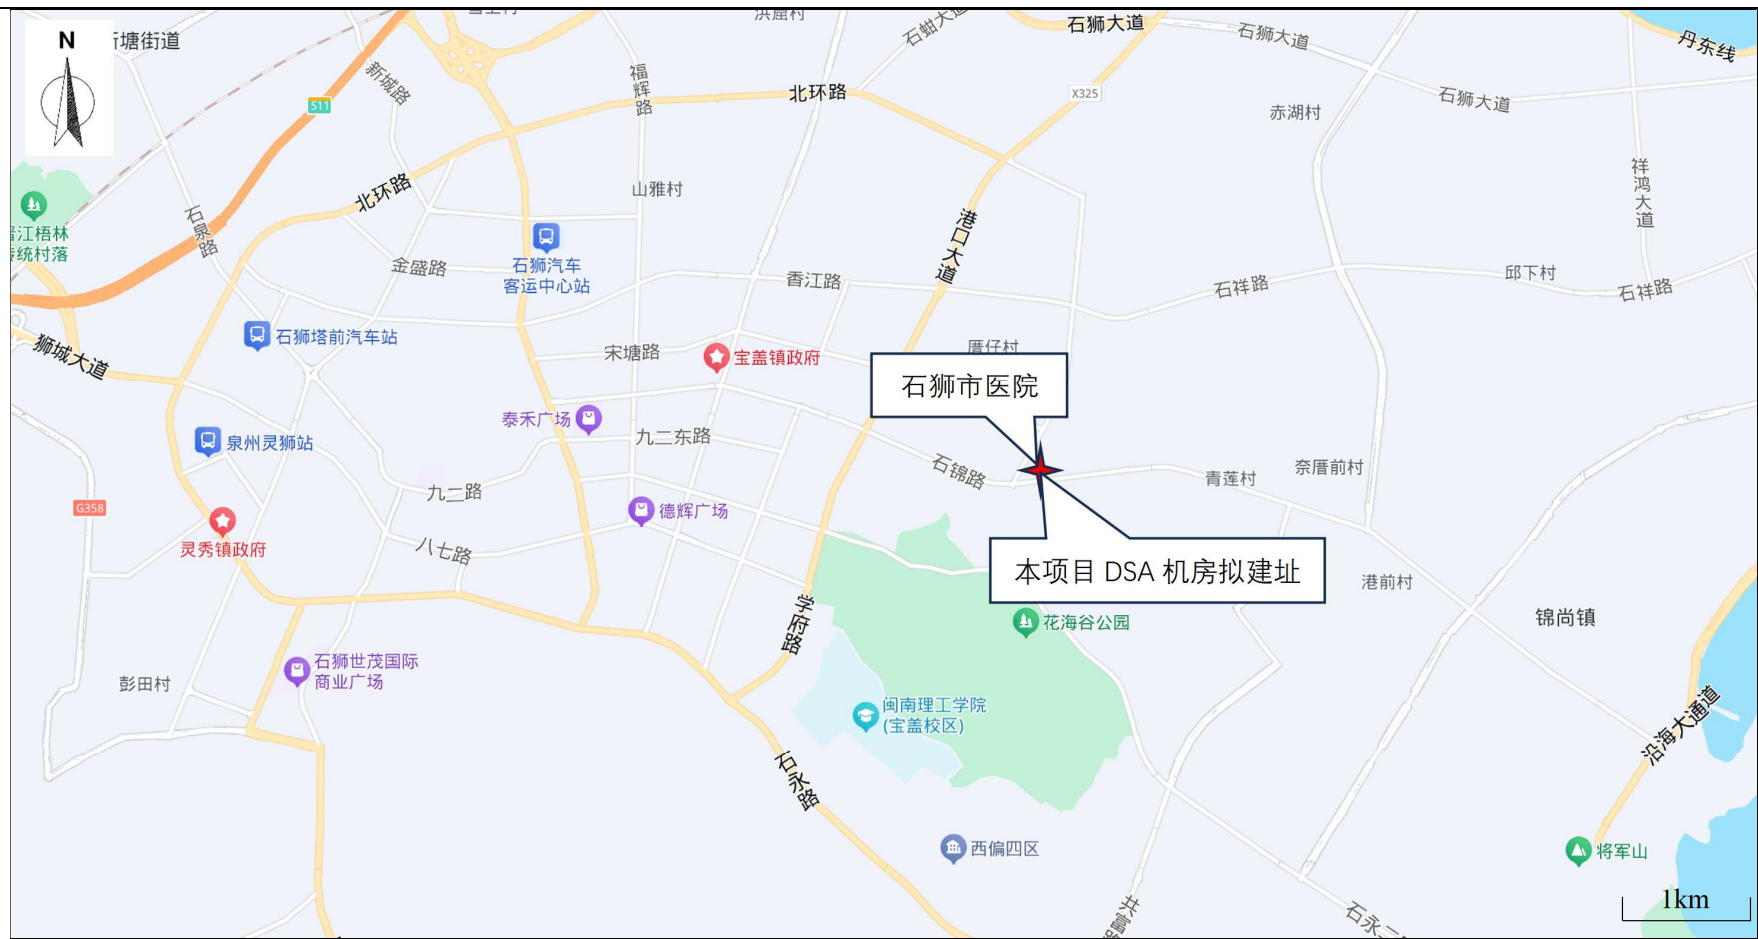 石狮大道
石狮大道
丹东线
N
塘街道
新城路
福辉路
石蚶大道
S11
北环路
X325
石狮大道
赤湖村
北环路
山雅村
祥鸿大道
石泉路
港口大道
江梧林
统村落
金盛路
石狮汽车
客运中心站
香江路
石祥路
邱下村
石祥路
狮城大道
石狮塔前汽车站
宋塘路
宝盖镇政府
厝仔村
石狮市医院
泰禾广场
九二东路
泉州灵狮站
九二路
石锦路
青莲村
奈厝前村
G358
德辉广场
灵秀镇政府
八七路
本项目 DSA 机房拟建址
港前村
学府路
花海谷公园
锦尚镇
石狮世茂国际
商业广场
彭田村
闽南理工学院
(宝盖校区)
沿海大通道
石永路
西偏四区
将军山
1km
石永二
共富